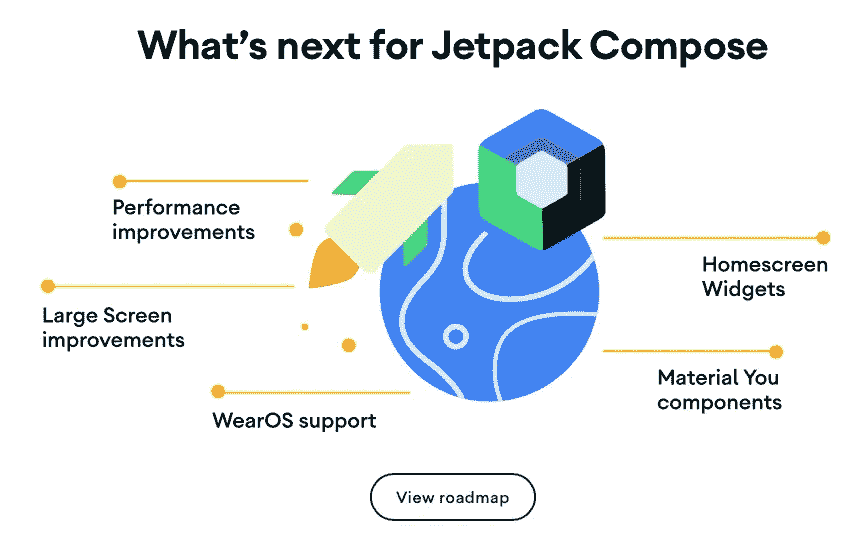 What's next for Jetpack Compose
Performance
improvements
Large Screen
improvements
WearOS support
Homescreen
Widgets
Material You
components
View roadmap